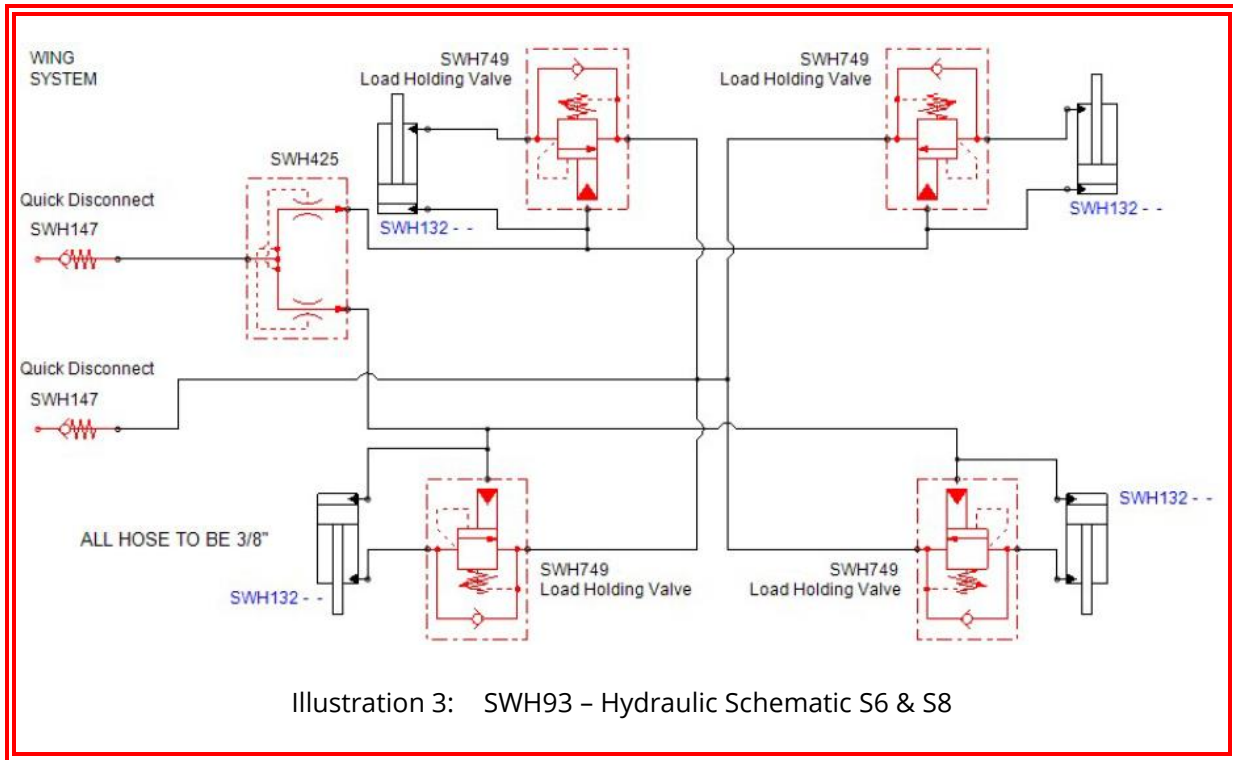 WING
SYSTEM
SWH749
Load Holding Valve
SWH749
Load Holding Valve
SWH425
Quick Disconnect
SWH147
SWH132 - -
SWH132 - -
Quick Disconnect
SWH147
ALL HOSE TO BE 3/8"
SWH132 - -
SWH749
Load Holding Valve
SWH749
Load Holding Valve
SWH132 - -
Illustration 3: SWH93 – Hydraulic Schematic S6 & S8